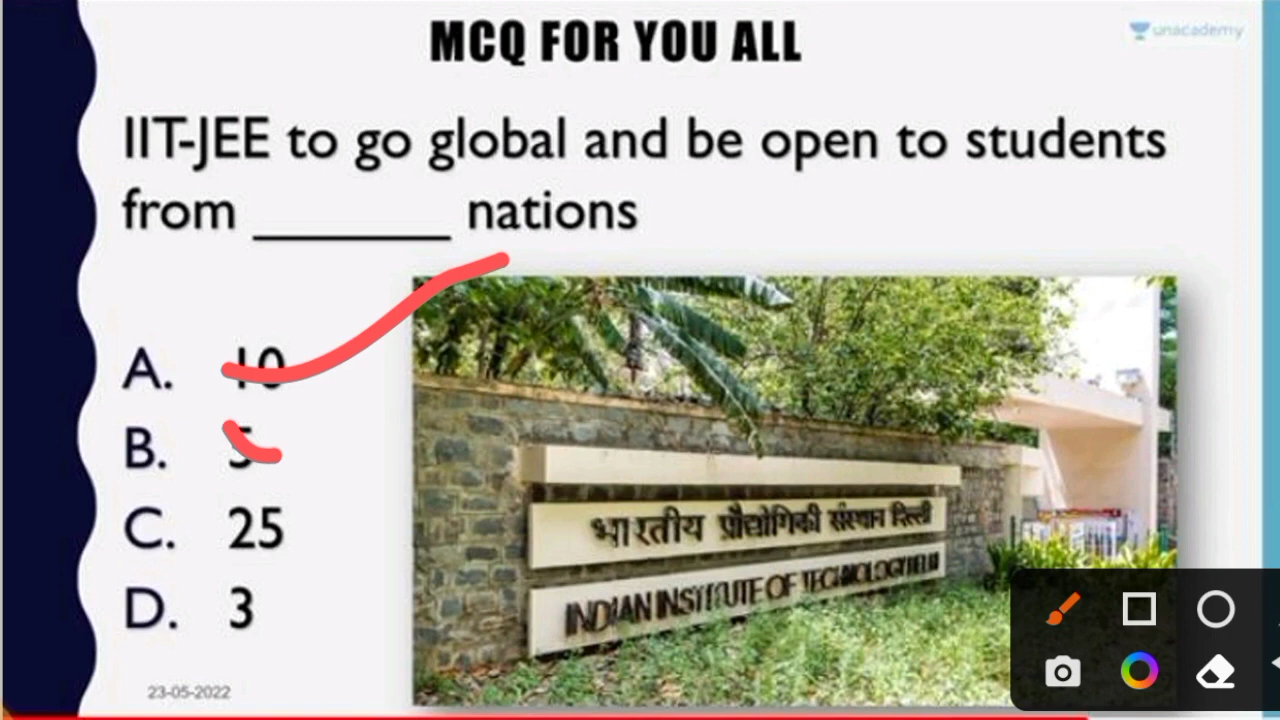 MCQ FOR YOU ALL
unacademy
IIT-JEE to go global and be open to students
from _______ nations
A. 10
B. 5
C. 25
D. 3
भारतीय प्रौद्योगिकी संस्थान दिल्ली
INDIAN INSTITUTE OF TECHNOLOGY DELHI
23-05-2022